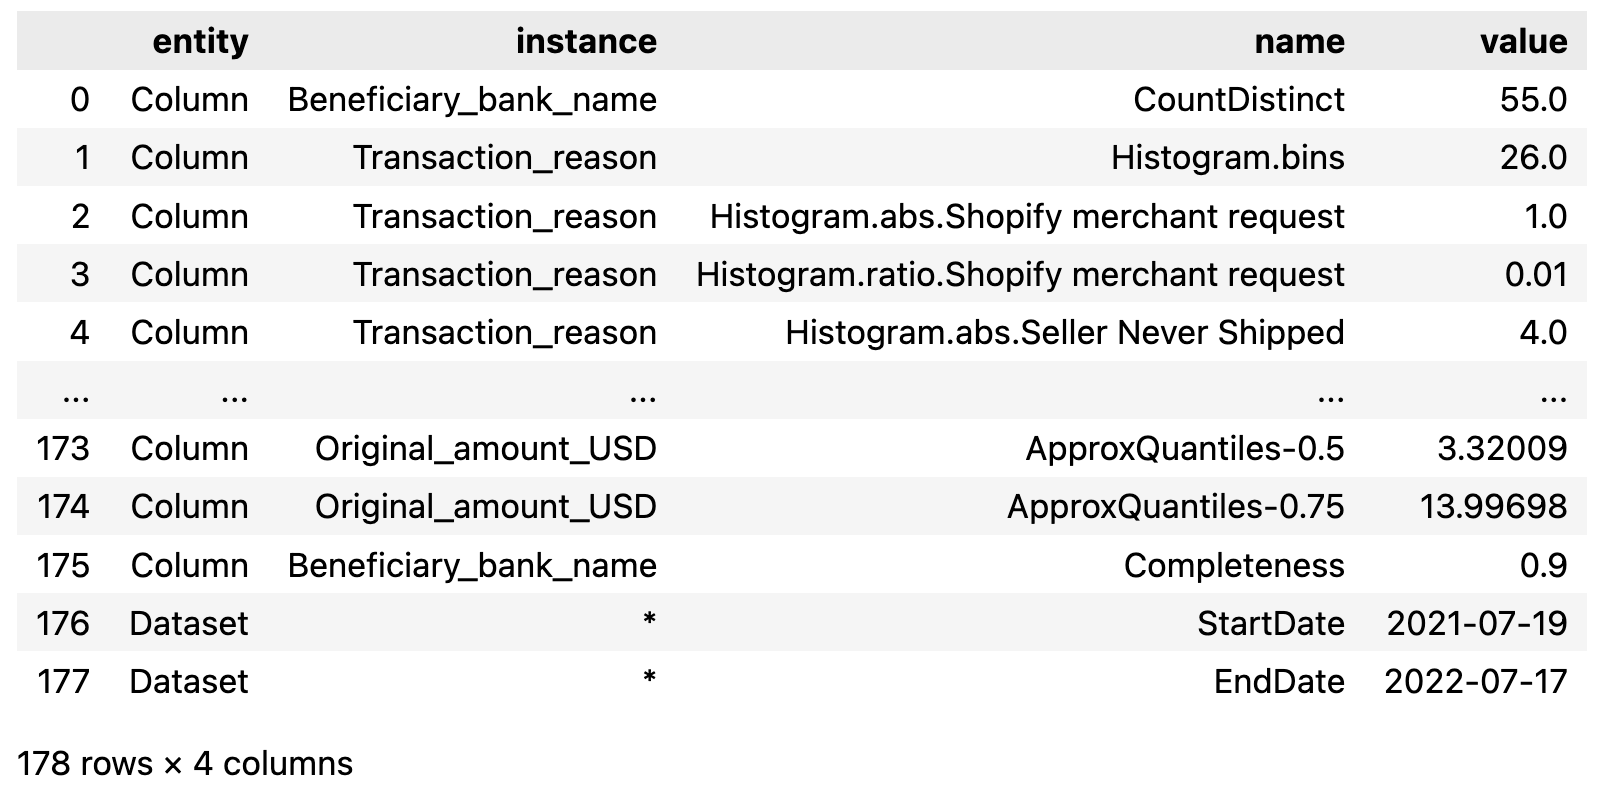 entity instance name value
0 Column Beneficiary_bank_name CountDistinct 55.0
1 Column Transaction_reason Histogram.bins 26.0
2 Column Transaction_reason Histogram.abs.Shopify merchant request 1.0
3 Column Transaction_reason Histogram.ratio.Shopify merchant request 0.01
4 Column Transaction_reason Histogram.abs.Seller Never Shipped 4.0
... ... ... ... ...
173 Column Original_amount_USD ApproxQuantiles-0.5 3.32009
174 Column Original_amount_USD ApproxQuantiles-0.75 13.99698
175 Column Beneficiary_bank_name Completeness 0.9
176 Dataset * StartDate 2021-07-19
177 Dataset * EndDate 2022-07-17
178 rows × 4 columns